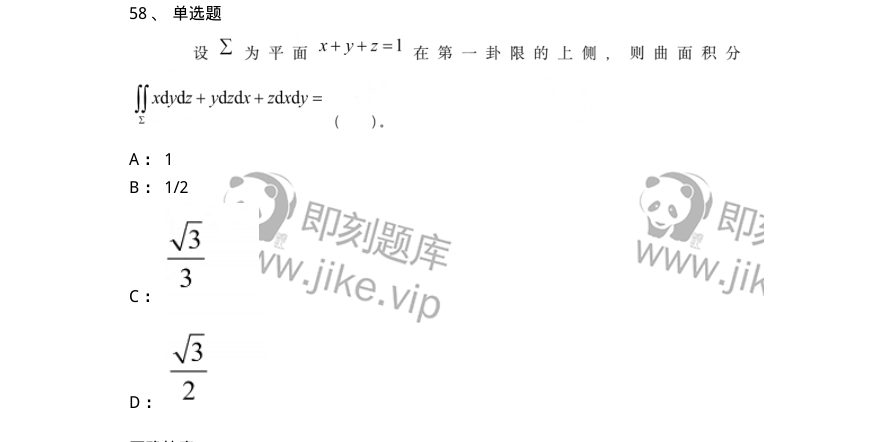 58 、 单选题
设 Σ 为平面 x+y+z=1 在第一卦限的上侧，则曲面积分
∬Σ xdydz + ydzdx + zdxdy =
( )。
A： 1
B： 1/2
C： √3/3
D： √3/2
即刻题库
www.jike.vip
即
www.jik